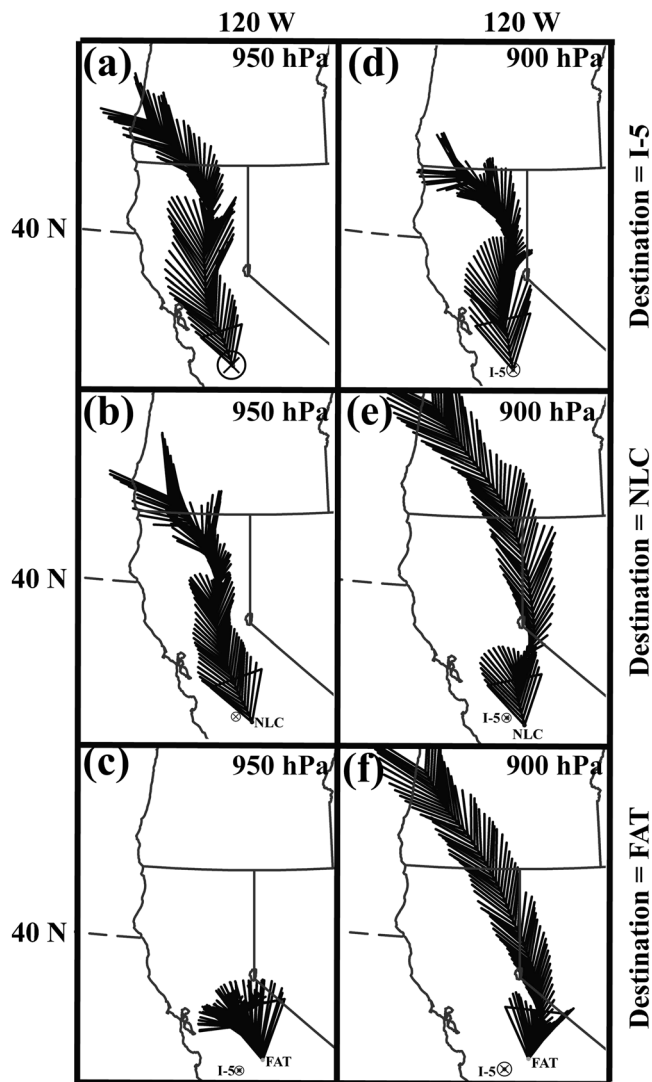 120 W
120 W
(a)
950 hPa
(d)
900 hPa
40 N
I-5
Destination = I-5
(b)
950 hPa
(e)
900 hPa
40 N
NLC
I-5
NLC
Destination = NLC
(c)
950 hPa
(f)
900 hPa
40 N
FAT
I-5
FAT
I-5
Destination = FAT